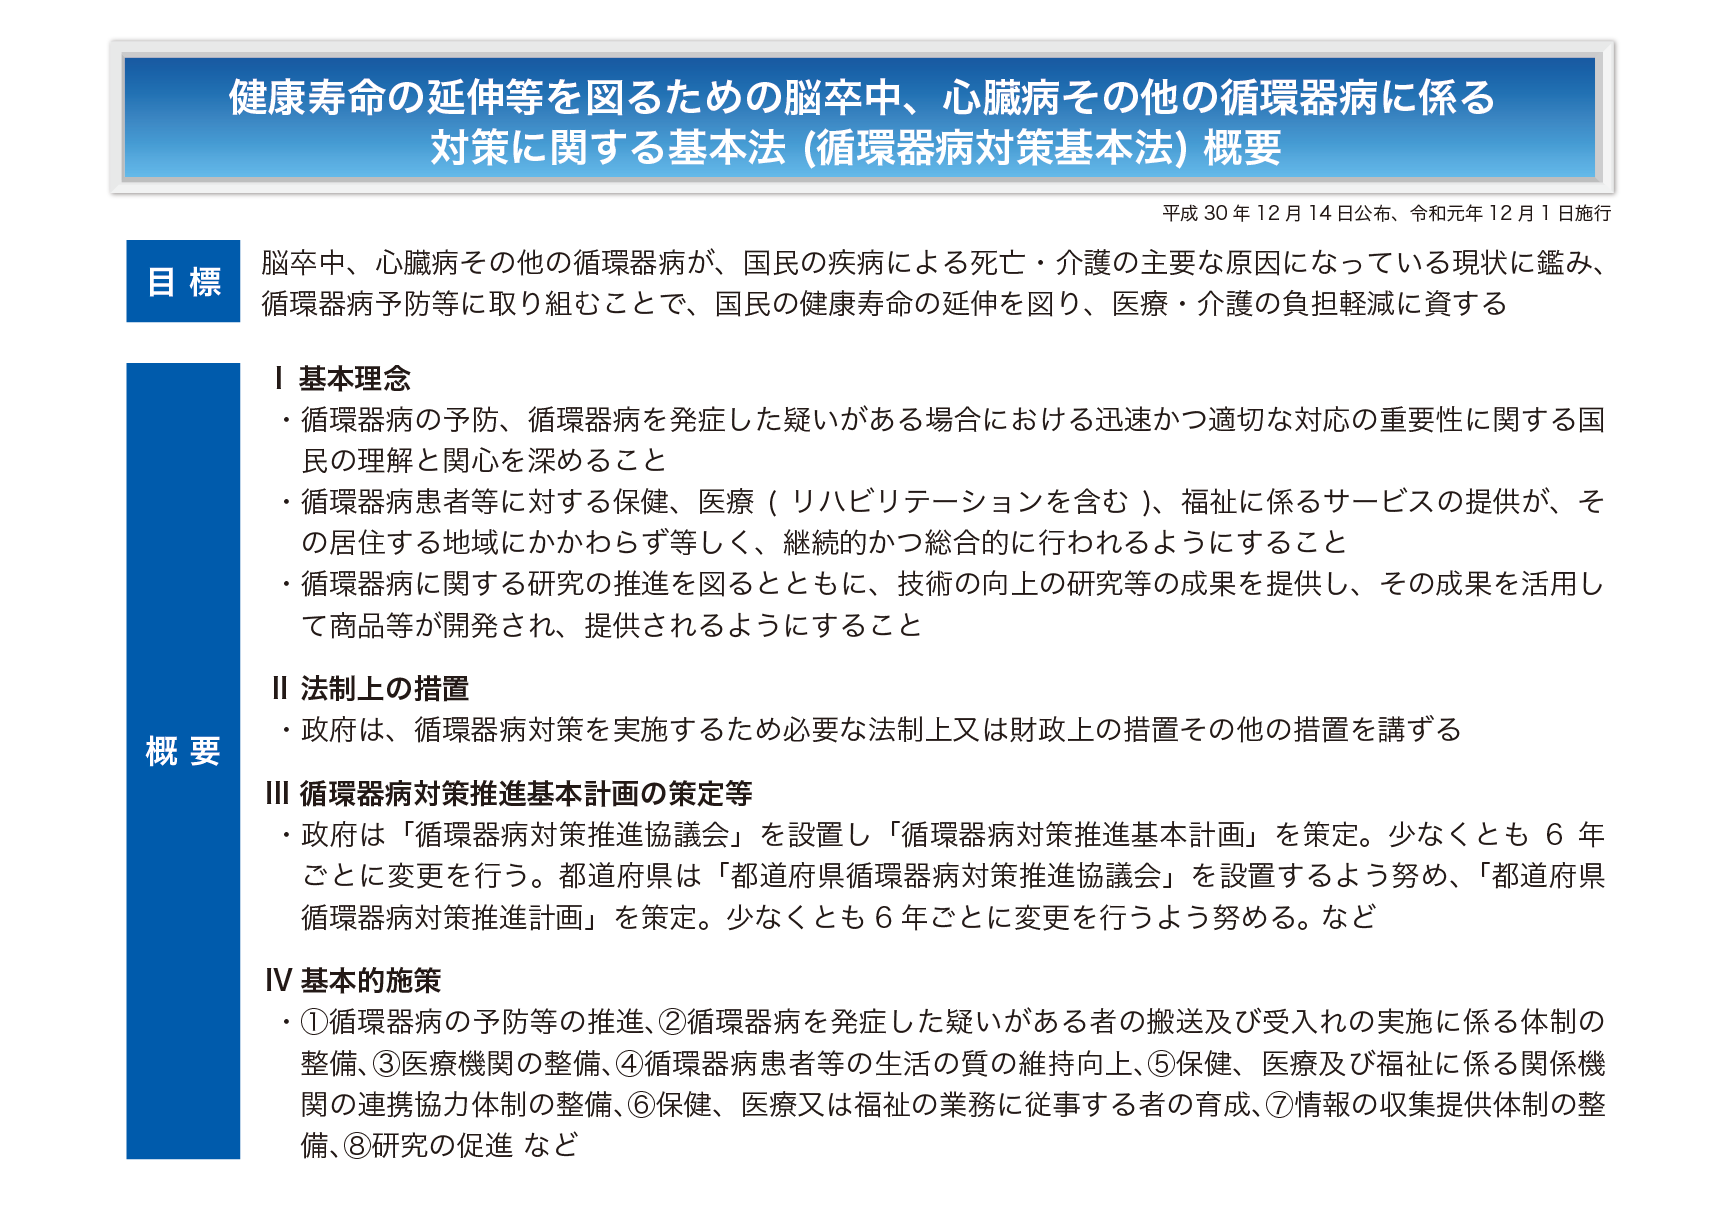 健康寿命の延伸等を図るための脳卒中、心臓病その他の循環器病に係る
対策に関する基本法 (循環器病対策基本法) 概要
平成 30 年 12 月 14 日公布、令和元年 12 月 1 日施行
目 標
脳卒中、心臓病その他の循環器病が、国民の疾病による死亡・介護の主要な原因になっている現状に鑑み、
循環器病予防等に取り組むことで、国民の健康寿命の延伸を図り、医療・介護の負担軽減に資する
概 要
Ⅰ 基本理念
・循環器病の予防、循環器病を発症した疑いがある場合における迅速かつ適切な対応の重要性に関する国
民の理解と関心を深めること
・循環器病患者等に対する保健、医療 ( リハビリテーションを含む )、福祉に係るサービスの提供が、そ
の居住する地域にかかわらず等しく、継続的かつ総合的に行われるようにすること
・循環器病に関する研究の推進を図るとともに、技術の向上の研究等の成果を提供し、その成果を活用し
て商品等が開発され、提供されるようにすること
Ⅱ 法制上の措置
・政府は、循環器病対策を実施するため必要な法制上又は財政上の措置その他の措置を講ずる
Ⅲ 循環器病対策推進基本計画の策定等
・政府は「循環器病対策推進協議会」を設置し「循環器病対策推進基本計画」を策定。少なくとも 6 年
ごとに変更を行う。都道府県は「都道府県循環器病対策推進協議会」を設置するよう努め、「都道府県
循環器病対策推進計画」を策定。少なくとも 6 年ごとに変更を行うよう努める。など
Ⅳ 基本的施策
・①循環器病の予防等の推進、②循環器病を発症した疑いがある者の搬送及び受入れの実施に係る体制の
整備、③医療機関の整備、④循環器病患者等の生活の質の維持向上、⑤保健、医療及び福祉に係る関係機
関の連携協力体制の整備、⑥保健、医療又は福祉の業務に従事する者の育成、⑦情報の収集提供体制の整
備、⑧研究の促進 など